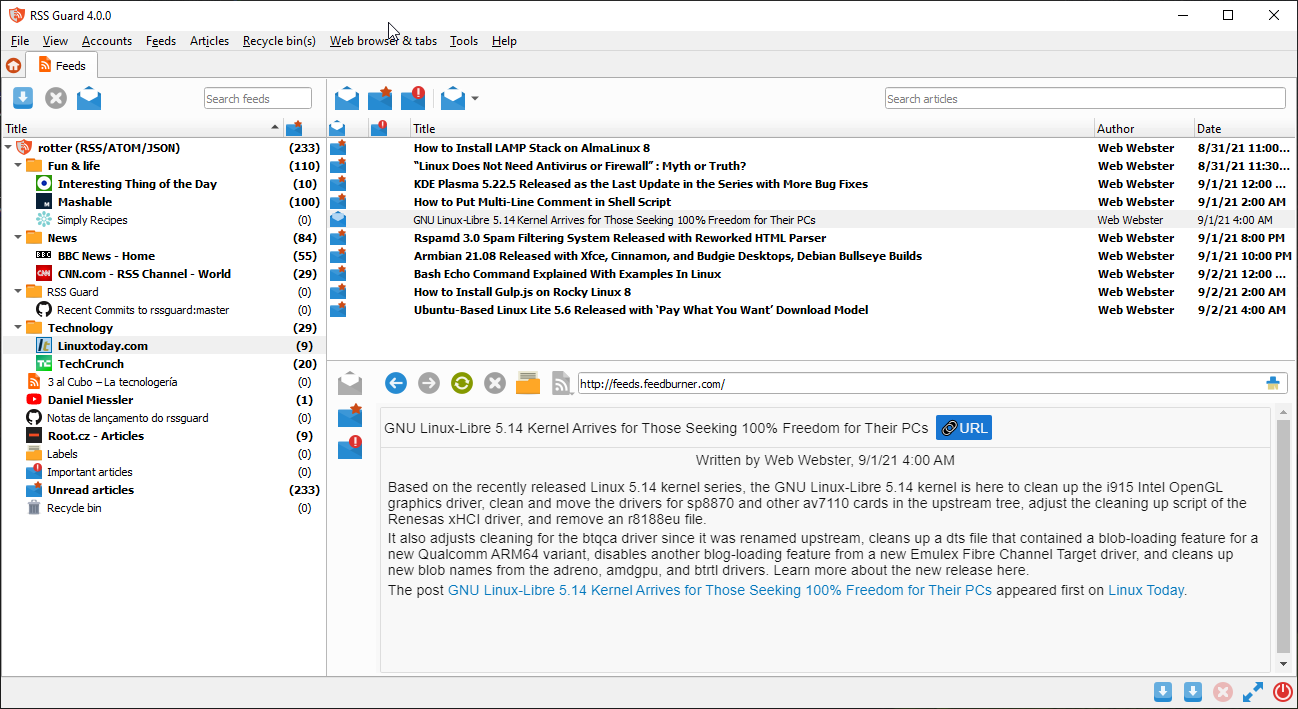 RSS Guard 4.0.0
File View Accounts Feeds Articles Recycle bin(s) Web browser & tabs Tools Help
Feeds
Search feeds
Search articles
Title
Title Author Date
rotter (RSS/ATOM/JSON) (233)
Fun & life (110)
Interesting Thing of the Day (10)
Mashable (100)
Simply Recipes (0)
News (84)
BBC News - Home (55)
CNN.com - RSS Channel - World (29)
RSS Guard (0)
Recent Commits to rssguard:master (0)
Technology (29)
Linuxtoday.com (9)
TechCrunch (20)
3 al Cubo – La tecnologería (0)
Daniel Miessler (1)
Notas de lançamento do rssguard (0)
Root.cz - Articles (9)
Labels (0)
Important articles (0)
Unread articles (233)
Recycle bin (0)
How to Install LAMP Stack on AlmaLinux 8 Web Webster 8/31/21 11:00...
“Linux Does Not Need Antivirus or Firewall” : Myth or Truth? Web Webster 8/31/21 11:30...
KDE Plasma 5.22.5 Released as the Last Update in the Series with More Bug Fixes Web Webster 9/1/21 12:00 ...
How to Put Multi-Line Comment in Shell Script Web Webster 9/1/21 2:00 AM
GNU Linux-Libre 5.14 Kernel Arrives for Those Seeking 100% Freedom for Their PCs Web Webster 9/1/21 4:00 AM
Rspamd 3.0 Spam Filtering System Released with Reworked HTML Parser Web Webster 9/1/21 8:00 PM
Armbian 21.08 Released with Xfce, Cinnamon, and Budgie Desktops, Debian Bullseye Builds Web Webster 9/1/21 10:00 PM
Bash Echo Command Explained With Examples In Linux Web Webster 9/2/21 12:00 ...
How to Install Gulp.js on Rocky Linux 8 Web Webster 9/2/21 2:00 AM
Ubuntu-Based Linux Lite 5.6 Released with ‘Pay What You Want’ Download Model Web Webster 9/2/21 4:00 AM
http://feeds.feedburner.com/
GNU Linux-Libre 5.14 Kernel Arrives for Those Seeking 100% Freedom for Their PCs URL
Written by Web Webster, 9/1/21 4:00 AM
Based on the recently released Linux 5.14 kernel series, the GNU Linux-Libre 5.14 kernel is here to clean up the i915 Intel OpenGL
graphics driver, clean and move the drivers for sp8870 and other av7110 cards in the upstream tree, adjust the cleaning up script of the
Renesas xHCI driver, and remove an r8188eu file.
It also adjusts cleaning for the btqca driver since it was renamed upstream, cleans up a dts file that contained a blob-loading feature for a
new Qualcomm ARM64 variant, disables another blog-loading feature from a new Emulex Fibre Channel Target driver, and cleans up
new blob names from the adreno, amdgpu, and btrtl drivers. Learn more about the new release here.
The post GNU Linux-Libre 5.14 Kernel Arrives for Those Seeking 100% Freedom for Their PCs appeared first on Linux Today.